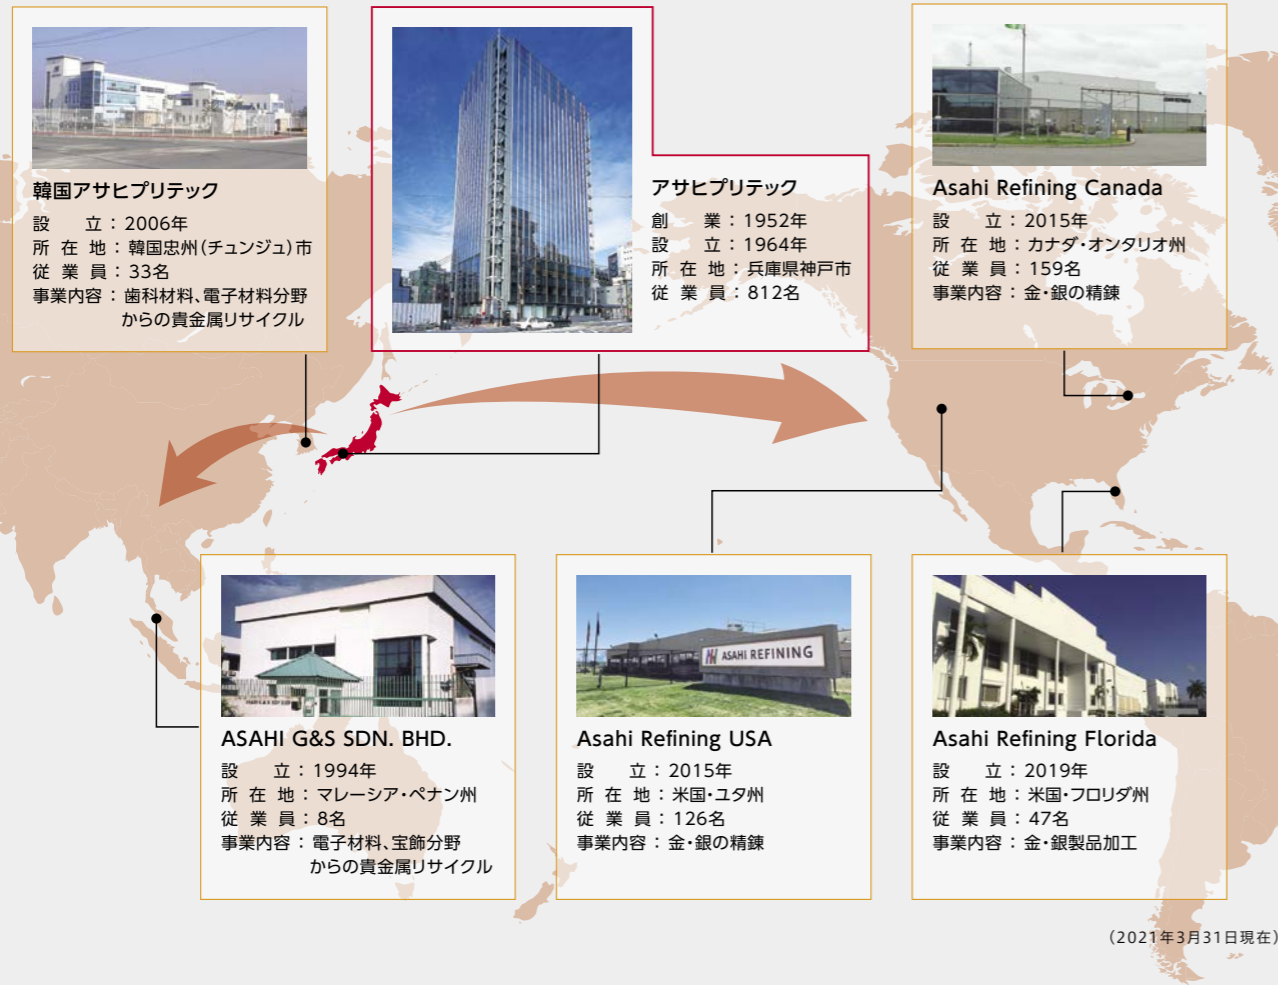 韓国アサヒプリテック
設立：2006年
所在地：韓国忠州（チュンジュ）市
従業員：33名
事業内容：歯科材料、電子材料分野
からの貴金属リサイクル
アサヒプリテック
創業：1952年
設立：1964年
所在地：兵庫県神戸市
従業員：812名
Asahi Refining Canada
設立：2015年
所在地：カナダ・オンタリオ州
従業員：159名
事業内容：金・銀の精錬
ASAHI G&S SDN. BHD.
設立：1994年
所在地：マレーシア・ペナン州
従業員：8名
事業内容：電子材料、宝飾分野
からの貴金属リサイクル
ASAHI REFINING
Asahi Refining USA
設立：2015年
所在地：米国・ユタ州
従業員：126名
事業内容：金・銀の精錬
Asahi Refining Florida
設立：2019年
所在地：米国・フロリダ州
従業員：47名
事業内容：金・銀製品加工
（2021年3月31日現在）